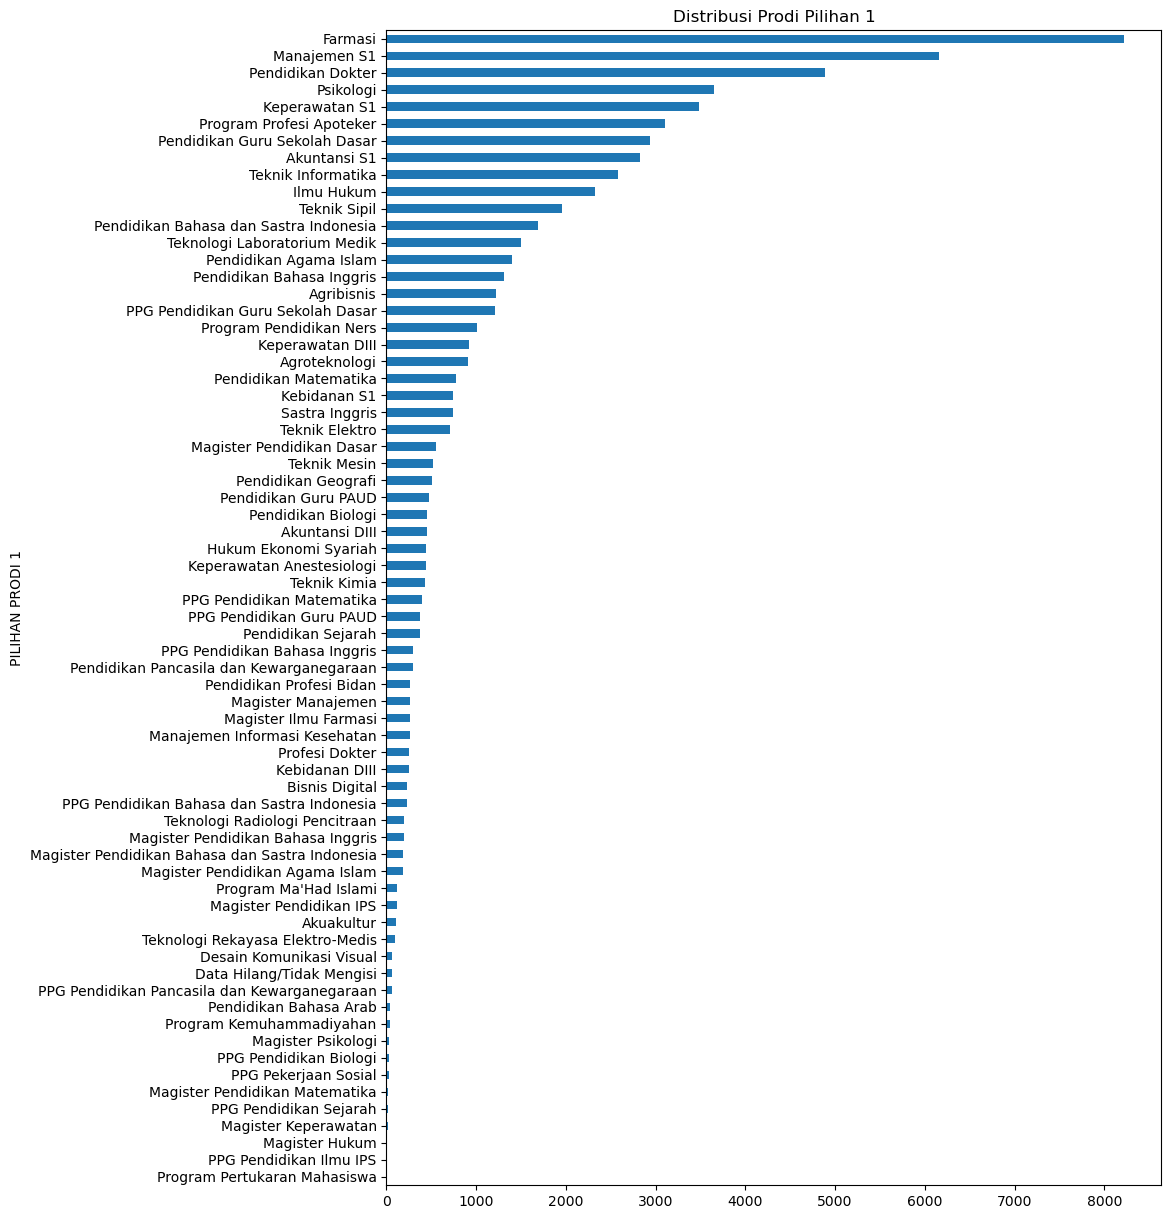 Distribusi Prodi Pilihan 1
Farmasi
Manajemen S1
Pendidikan Dokter
Psikologi
Keperawatan S1
Program Profesi Apoteker
Pendidikan Guru Sekolah Dasar
Akuntansi S1
Teknik Informatika
Ilmu Hukum
Teknik Sipil
Pendidikan Bahasa dan Sastra Indonesia
Teknologi Laboratorium Medik
Pendidikan Agama Islam
Pendidikan Bahasa Inggris
Agribisnis
PPG Pendidikan Guru Sekolah Dasar
Program Pendidikan Ners
Keperawatan DIII
Agroteknologi
Pendidikan Matematika
Kebidanan S1
Sastra Inggris
Teknik Elektro
Magister Pendidikan Dasar
Teknik Mesin
Pendidikan Geografi
Pendidikan Guru PAUD
Pendidikan Biologi
Akuntansi DIII
Hukum Ekonomi Syariah
Keperawatan Anestesiologi
Teknik Kimia
PPG Pendidikan Matematika
PPG Pendidikan Guru PAUD
Pendidikan Sejarah
PPG Pendidikan Bahasa Inggris
Pendidikan Pancasila dan Kewarganegaraan
Pendidikan Profesi Bidan
Magister Manajemen
Magister Ilmu Farmasi
Manajemen Informasi Kesehatan
Profesi Dokter
Kebidanan DIII
Bisnis Digital
PPG Pendidikan Bahasa dan Sastra Indonesia
Teknologi Radiologi Pencitraan
Magister Pendidikan Bahasa Inggris
Magister Pendidikan Bahasa dan Sastra Indonesia
Magister Pendidikan Agama Islam
Program Ma'Had Islami
Magister Pendidikan IPS
Akuakultur
Teknologi Rekayasa Elektro-Medis
Desain Komunikasi Visual
Data Hilang/Tidak Mengisi
PPG Pendidikan Pancasila dan Kewarganegaraan
Pendidikan Bahasa Arab
Program Kemuhammadiyahan
Magister Psikologi
PPG Pendidikan Biologi
PPG Pekerjaan Sosial
Magister Pendidikan Matematika
PPG Pendidikan Sejarah
Magister Keperawatan
Magister Hukum
PPG Pendidikan Ilmu IPS
Program Pertukaran Mahasiswa
PILIHAN PRODI 1
0 1000 2000 3000 4000 5000 6000 7000 8000